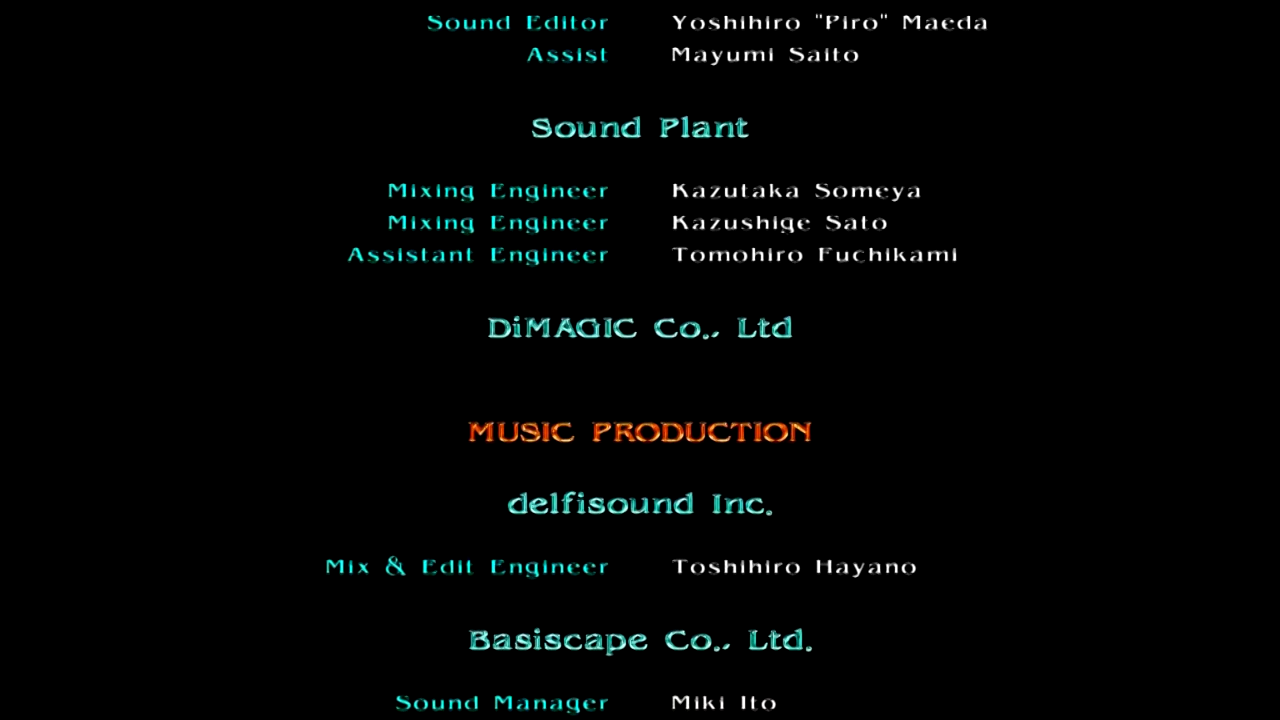 Sound Editor Yoshihiro "Piro" Maeda
Assist Mayumi Saito
Sound Plant
Mixing Engineer Kazutaka Someya
Mixing Engineer Kazushige Sato
Assistant Engineer Tomohiro Fuchikami
DiMAGIC Co., Ltd
MUSIC PRODUCTION
delfisound Inc.
Mix & Edit Engineer Toshihiro Hayano
Basiscape Co., Ltd.
Sound Manager Miki Ito